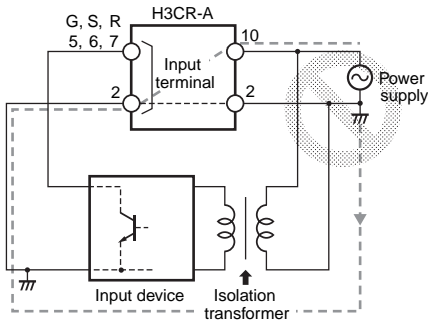 H3CR-A
G, S, R
5, 6, 7
10
Input
terminal
2
2
Power
supply
Input device
Isolation
transformer